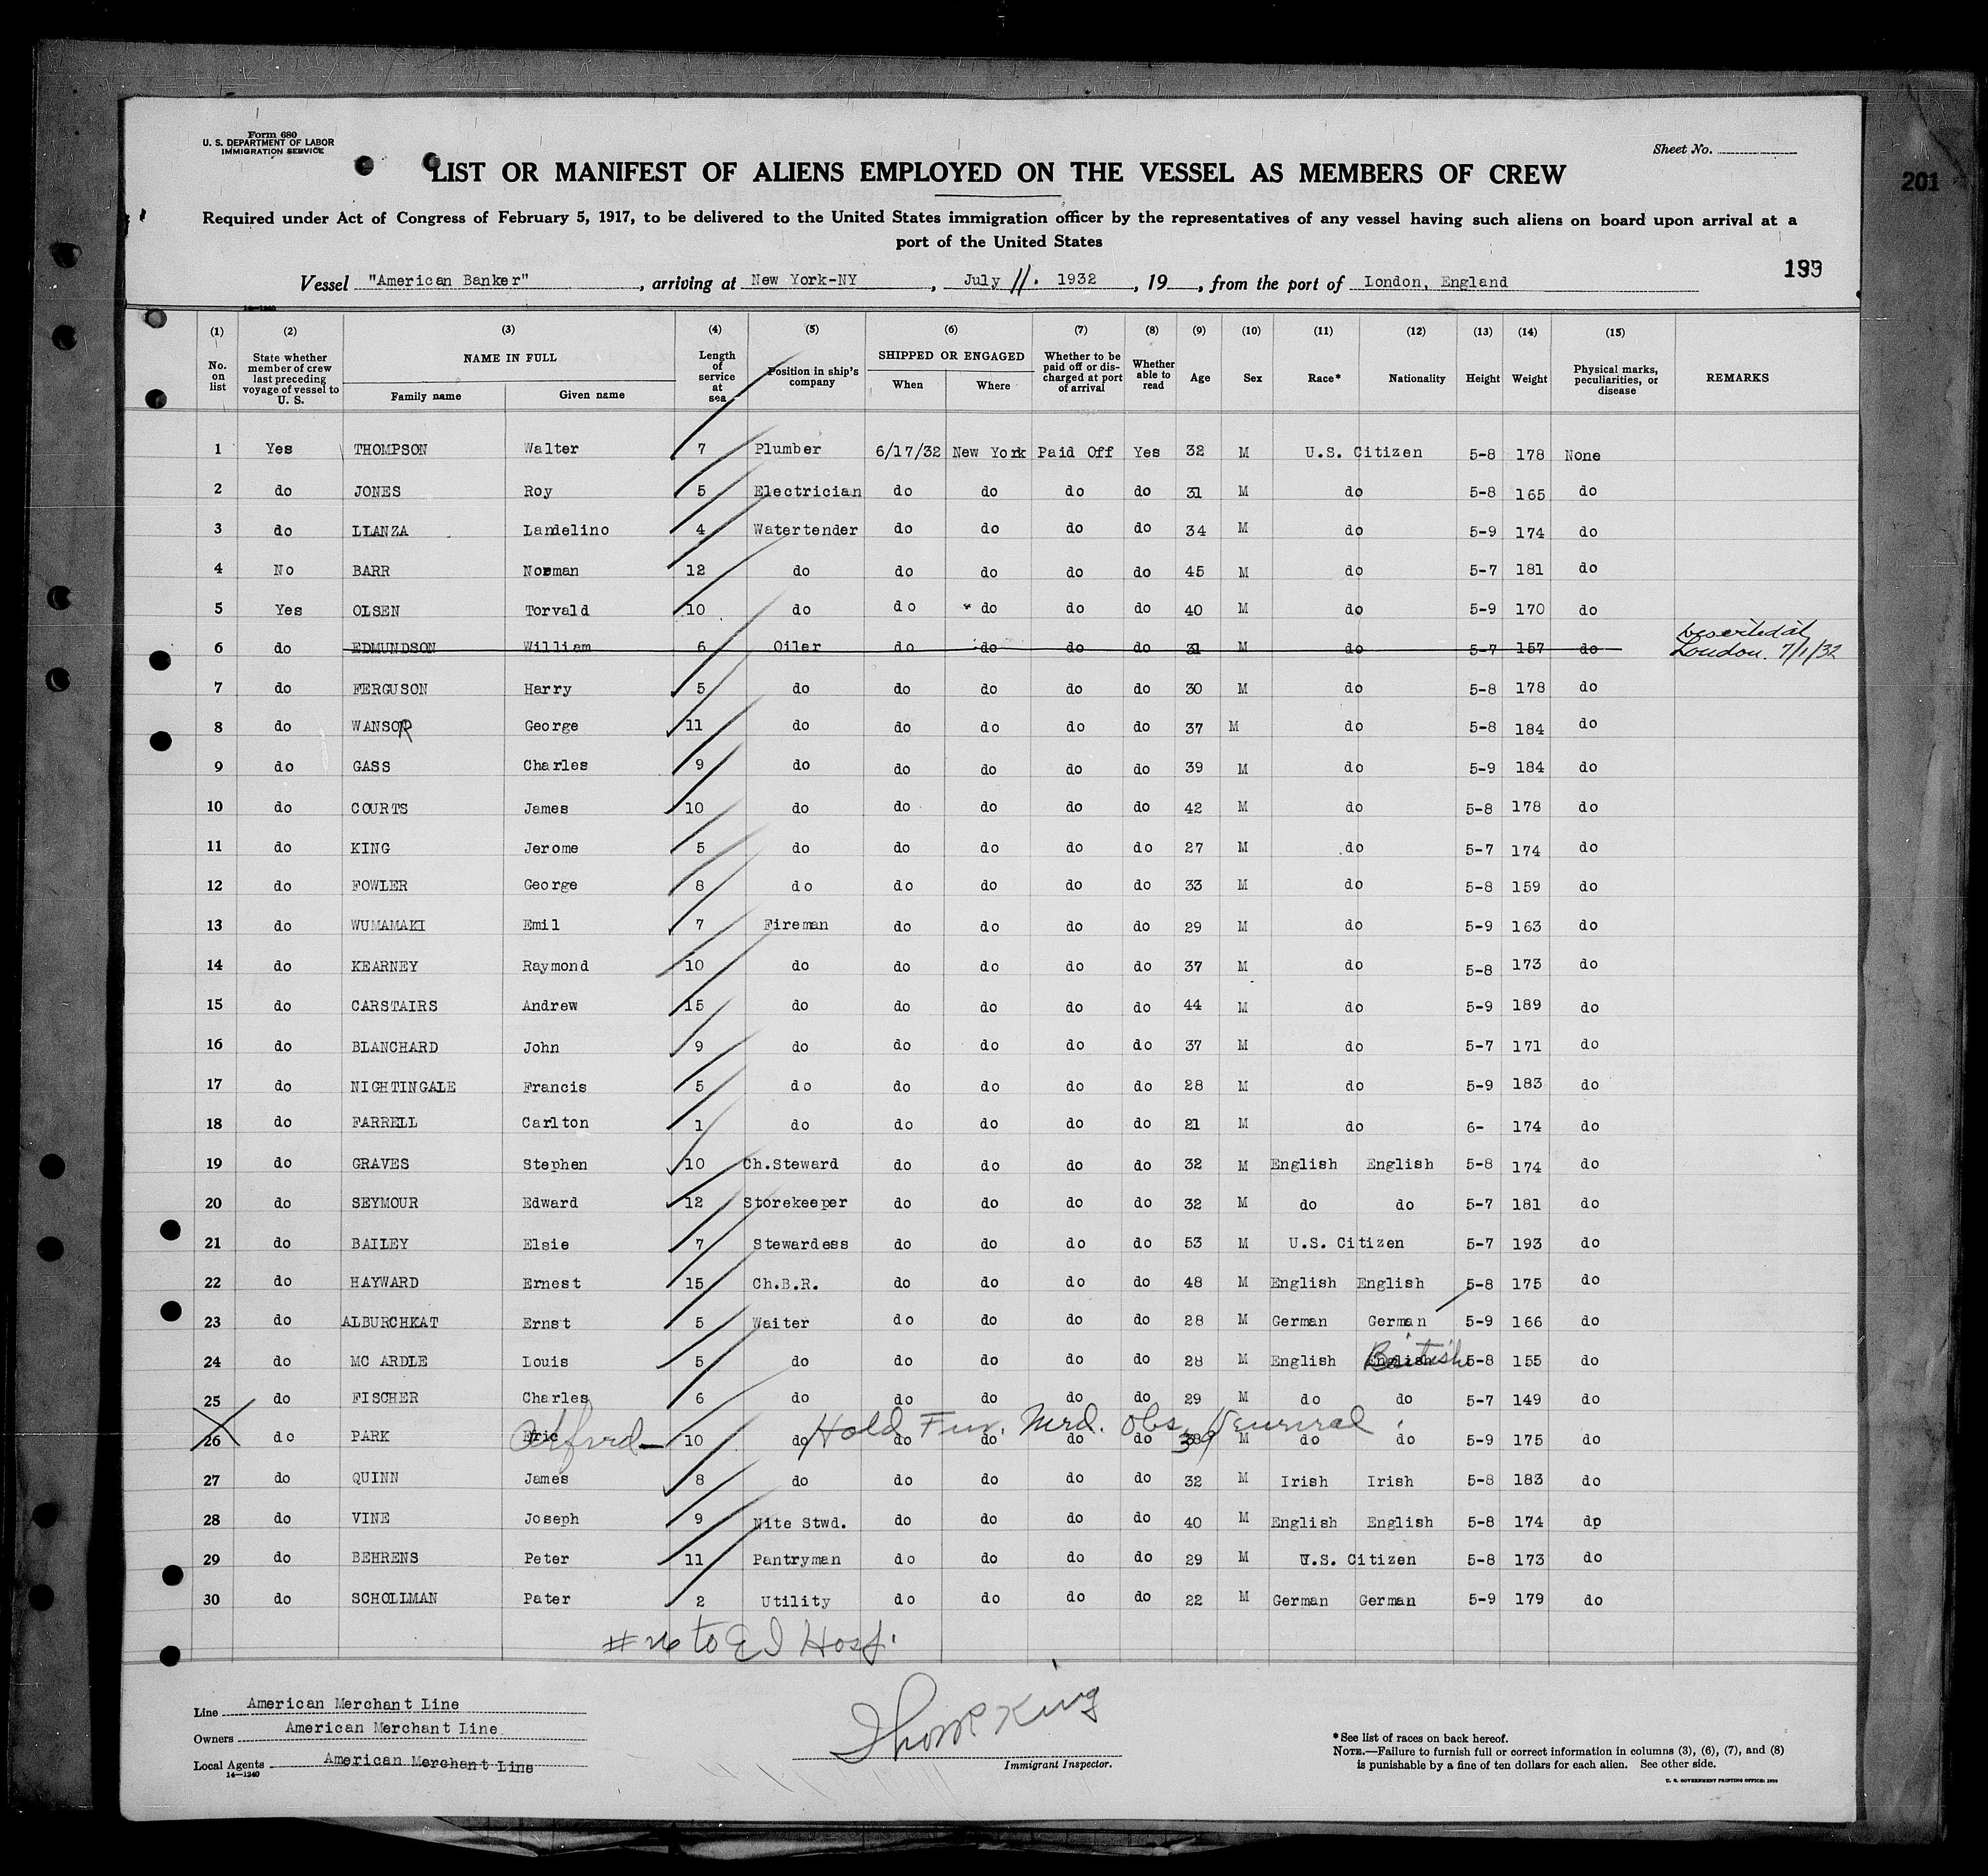 Form 680
U. S. DEPARTMENT OF LABOR
IMMIGRATION SERVICE
Sheet No.
LIST OR MANIFEST OF ALIENS EMPLOYED ON THE VESSEL AS MEMBERS OF CREW
201
Required under Act of Congress of February 5, 1917, to be delivered to the United States immigration officer by the representatives of any vessel having such aliens on board upon arrival at a
port of the United States
199
Vessel "American Banker", arriving at New York-NY, July 11. 1932, 19, from the port of London, England
14-1240
(1) (2) (3) (4) (5) (6) (7) (8) (9) (10) (11) (12) (13) (14) (15)
No. on list State whether member of crew last preceding voyage of vessel to U. S. NAME IN FULL Family name Given name Length of service at sea Position in ship's company SHIPPED OR ENGAGED When Where Whether to be paid off or discharged at port of arrival Whether able to read Age Sex Race* Nationality Height Weight Physical marks, peculiarities, or disease REMARKS
1 Yes THOMPSON Walter 7 Plumber 6/17/32 New York Paid Off Yes 32 M U.S. Citizen 5-8 178 None
2 do JONES Roy 5 Electrician do do do do 31 M do 5-8 165 do
3 do LLANZA Landelino 4 Watertender do do do do 34 M do 5-9 174 do
4 No BARR Norman 12 do do do do do 45 M do 5-7 181 do
5 Yes OLSEN Torvald 10 do do do do do 40 M do 5-9 170 do
6 do EDMUNDSON William 6 Oiler do do do do 31 M do 5-7 157 do Deserted at London. 7/1/32
7 do FERGUSON Harry 5 do do do do do 30 M do 5-8 178 do
8 do WANSOR George 11 do do do do do 37 M do 5-8 184 do
9 do GASS Charles 9 do do do do do 39 M do 5-9 184 do
10 do COURTS James 10 do do do do do 42 M do 5-8 178 do
11 do KING Jerome 5 do do do do do 27 M do 5-7 174 do
12 do FOWLER George 8 do do do do do 33 M do 5-8 159 do
13 do WUMAMAKI Emil 7 Fireman do do do do 29 M do 5-9 163 do
14 do KEARNEY Raymond 10 do do do do do 37 M do 5-8 173 do
15 do CARSTAIRS Andrew 15 do do do do do 44 M do 5-9 189 do
16 do BLANCHARD John 9 do do do do do 37 M do 5-7 171 do
17 do NIGHTINGALE Francis 5 do do do do do 28 M do 5-9 183 do
18 do FARRELL Carlton 1 do do do do do 21 M do 6- 174 do
19 do GRAVES Stephen 10 Ch.Steward do do do do 32 M English English 5-8 174 do
20 do SEYMOUR Edward 12 Storekeeper do do do do 32 M do do 5-7 181 do
21 do BAILEY Elsie 7 Stewardess do do do do 53 M U.S. Citizen 5-7 193 do
22 do HAYWARD Ernest 15 Ch.B.R. do do do do 48 M English English 5-8 175 do
23 do ALBURCHKAT Ernst 5 Waiter do do do do 28 M German German 5-9 166 do
24 do MC ARDLE Louis 5 do do do do do 28 M English English British 5-8 155 do
25 do FISCHER Charles 6 do do do do do 29 M do do 5-7 149 do
Hold Fur. Med. Obs.
26 do PARK Eric 10 do do do do do 38 M do do 5-9 175 do
27 do QUINN James 8 do do do do do 32 M Irish Irish 5-8 183 do
28 do VINE Joseph 9 Nite Stwd. do do do do 40 M English English 5-8 174 dp
29 do BEHRENS Peter 11 Pantryman do do do do 29 M U.S. Citizen 5-8 173 do
30 do SCHOLLMAN Pater 2 Utility do do do do 22 M German German 5-9 179 do
#26 to EI Hosp.
Line American Merchant Line
Owners American Merchant Line
Local Agents American Merchant Line
14-1240
Thom King
Immigrant Inspector.
*See list of races on back hereof.
NOTE.—Failure to furnish full or correct information in columns (3), (6), (7), and (8)
is punishable by a fine of ten dollars for each alien. See other side.